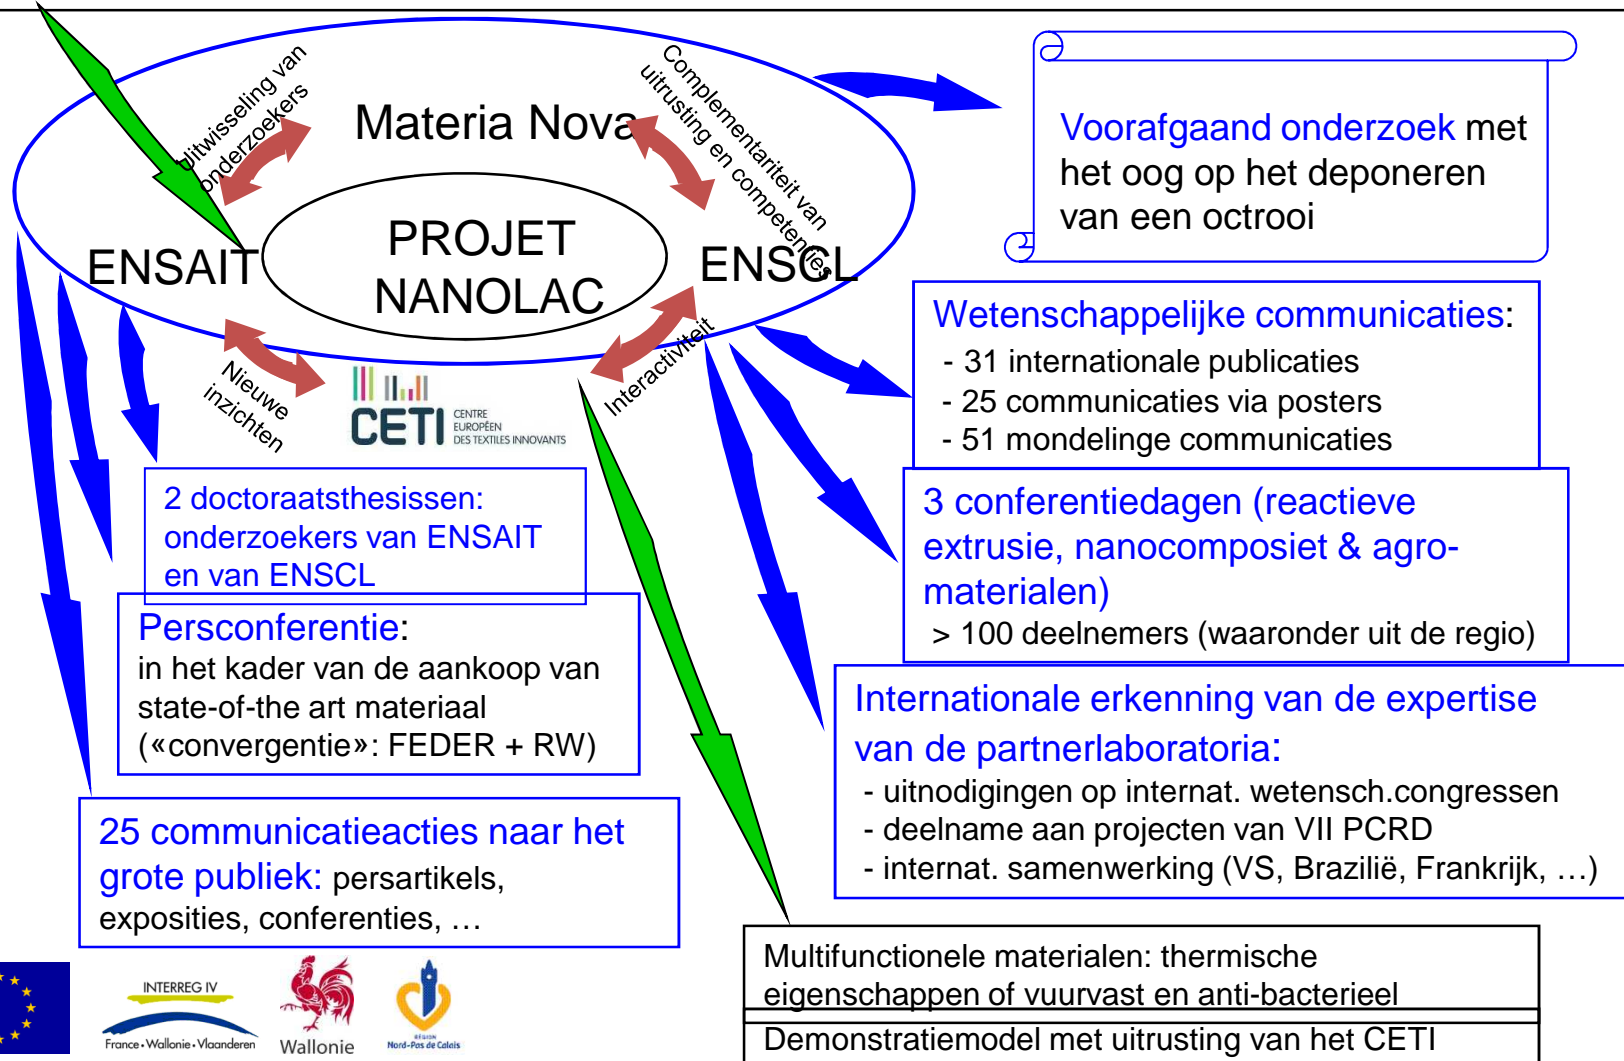 Uitwisseling van
onderzoekers
Materia Nova
Complementariteit van
uitrusting en competenties
ENSAIT
PROJET
NANOLAC
ENSCL
Nieuwe
inzichten
Interactiviteit
CETI
CENTRE
EUROPÉEN
DES TEXTILES INNOVANTS
Voorafgaand onderzoek met
het oog op het deponeren
van een octrooi
Wetenschappelijke communicaties:
- 31 internationale publicaties
- 25 communicaties via posters
- 51 mondelinge communicaties
2 doctoraatsthesissen:
onderzoekers van ENSAIT
en van ENSCL
3 conferentiedagen (reactieve
extrusie, nanocomposiet & agro-
materialen)
> 100 deelnemers (waaronder uit de regio)
Persconferentie:
in het kader van de aankoop van
state-of-the art materiaal
(«convergentie»: FEDER + RW)
Internationale erkenning van de expertise
van de partnerlaboratoria:
- uitnodigingen op internat. wetensch.congressen
- deelname aan projecten van VII PCRD
- internat. samenwerking (VS, Brazilië, Frankrijk, …)
25 communicatieacties naar het
grote publiek: persartikels,
exposities, conferenties, …
Multifunctionele materialen: thermische
eigenschappen of vuurvast en anti-bacterieel
Demonstratiemodel met uitrusting van het CETI
INTERREG IV
France • Wallonie • Vlaanderen
Wallonie
RÉGION
Nord-Pas de Calais